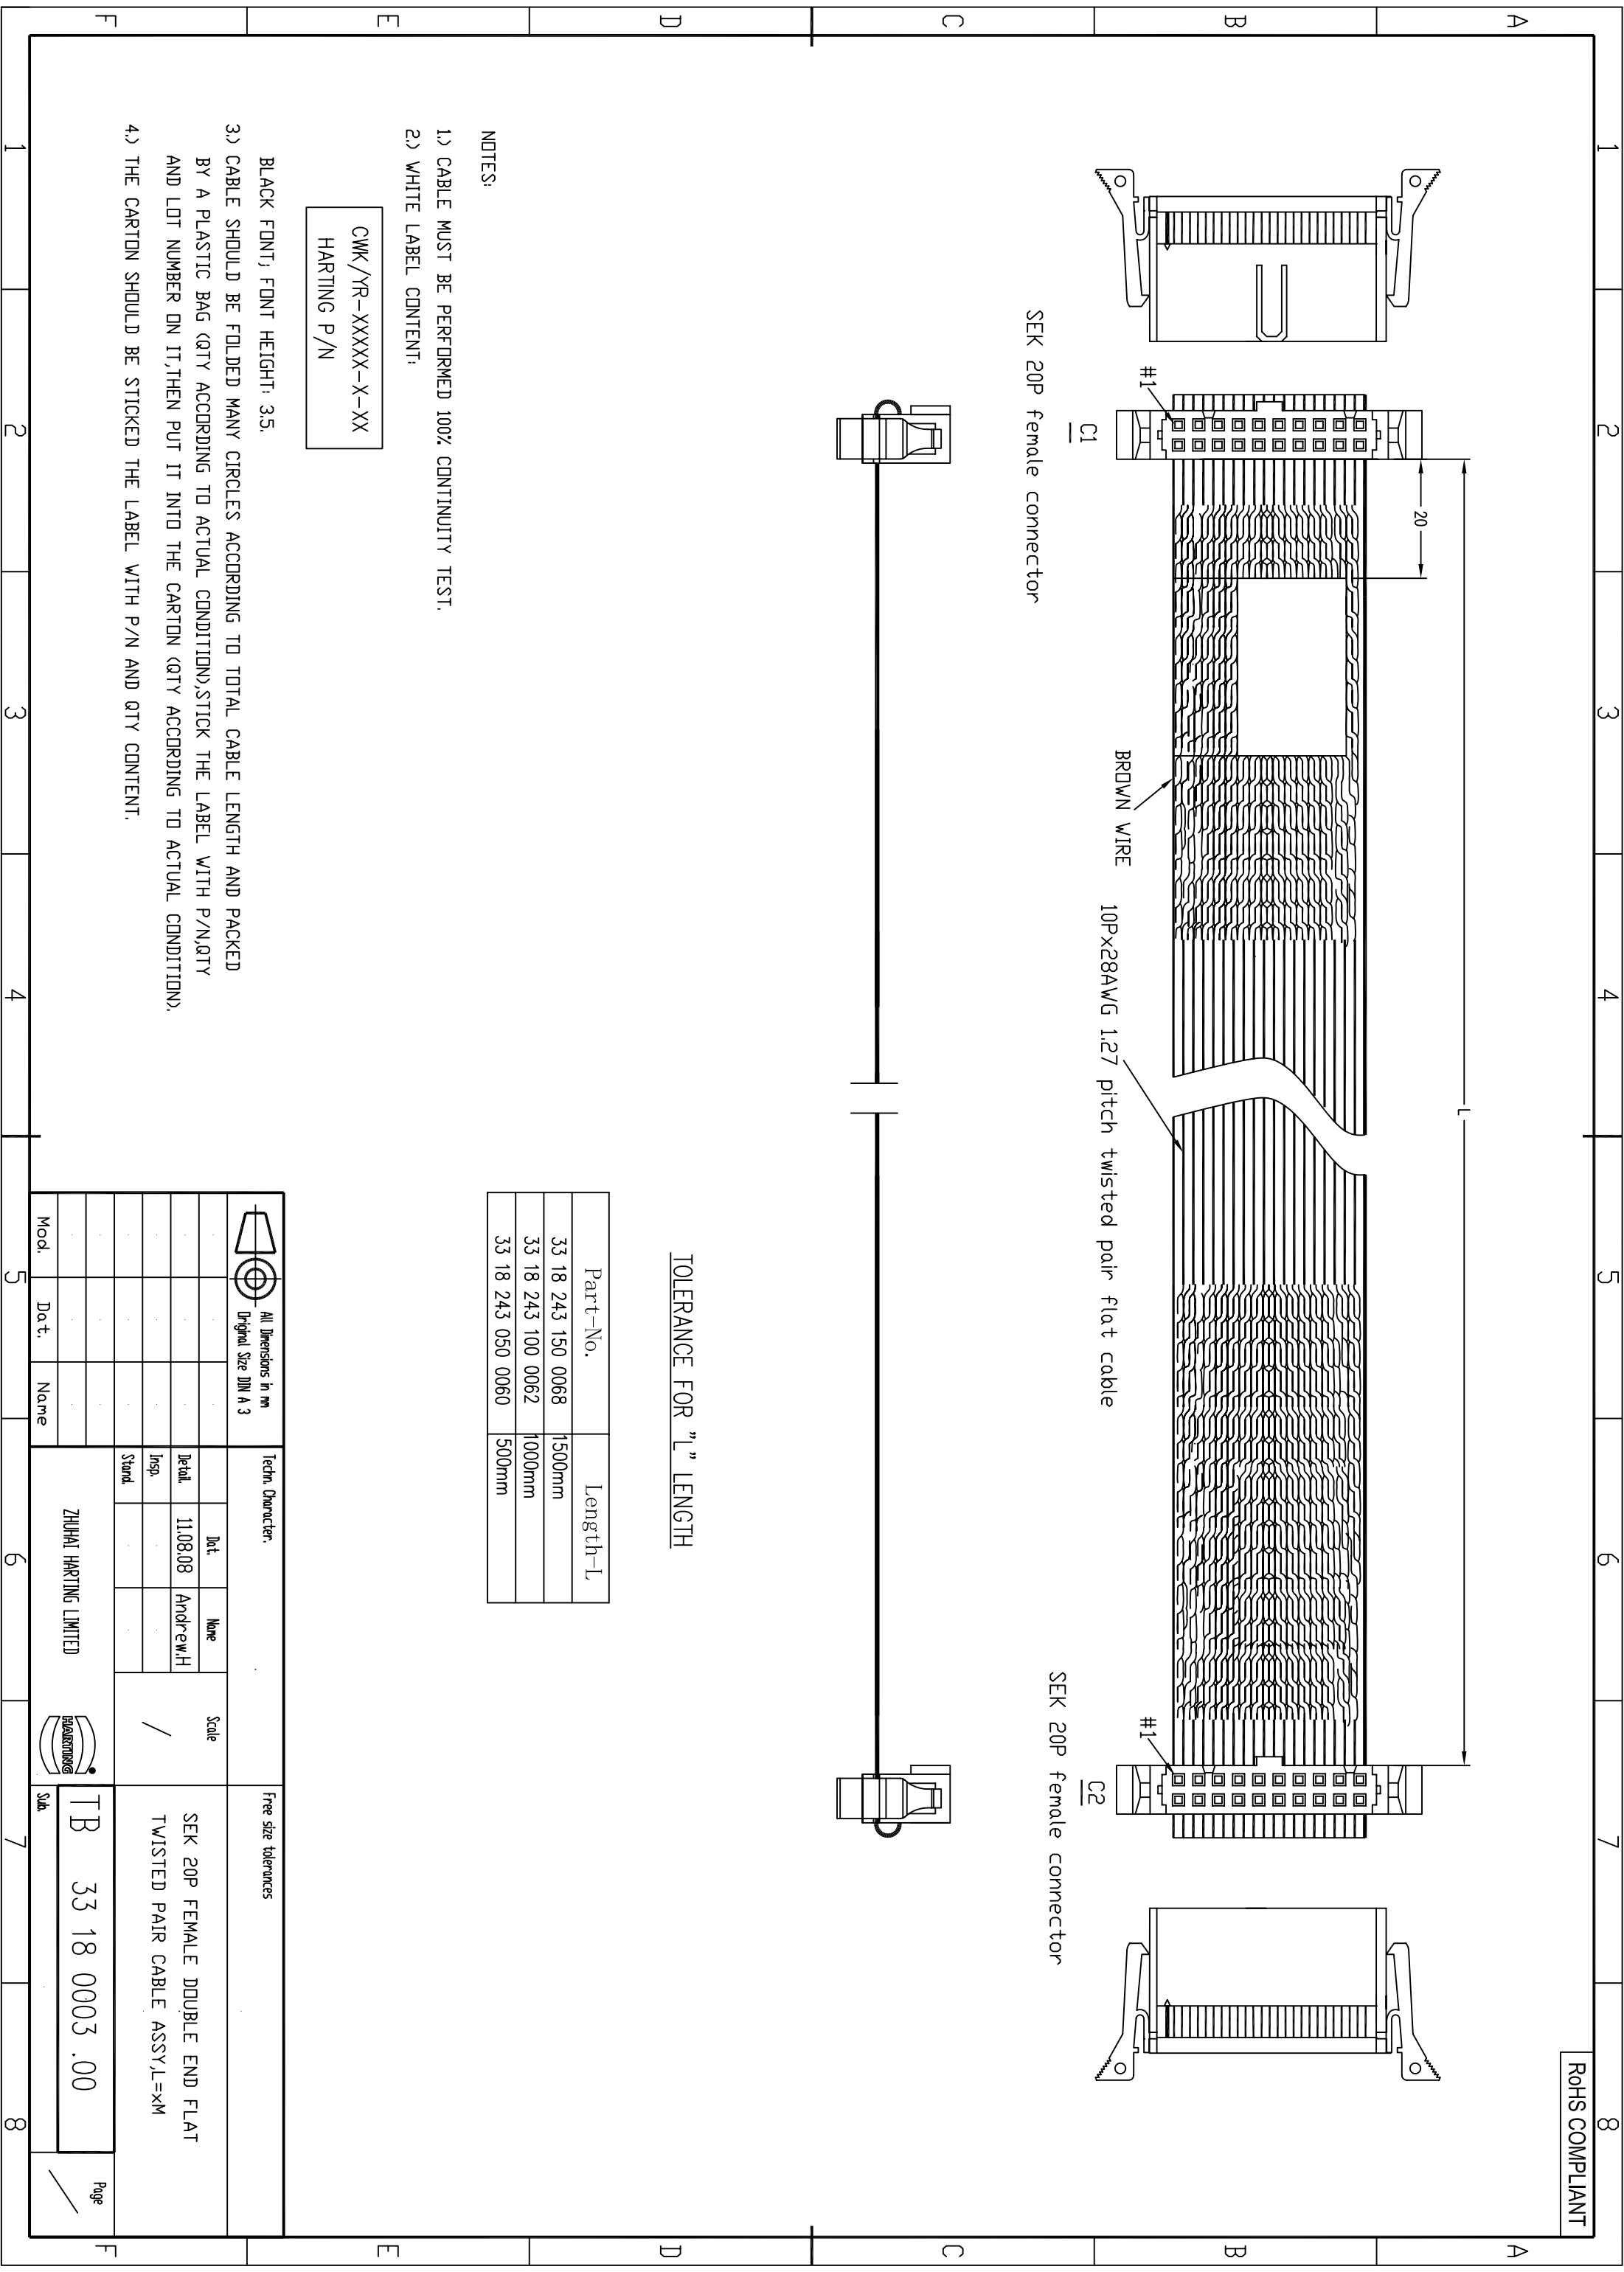 1 2 3 4 5 6 7 8
A
B
C
D
E
F
RoHS COMPLIANT
L
20
#1
#1
C1
SEK 20P female connector
C2
SEK 20P female connector
BROWN WIRE
10Px28AWG 1.27 pitch twisted pair flat cable
TOLERANCE FOR "L" LENGTH
Part-No. Length-L
33 18 243 150 0068 1500mm
33 18 243 100 0062 1000mm
33 18 243 050 0060 500mm
NOTES:
1.) CABLE MUST BE PERFORMED 100% CONTINUITY TEST.
2.) WHITE LABEL CONTENT:
CWK/YR-XXXXX-X-XX
HARTING P/N
BLACK FONT; FONT HEIGHT: 3.5.
3.) CABLE SHOULD BE FOLDED MANY CIRCLES ACCORDING TO TOTAL CABLE LENGTH AND PACKED
BY A PLASTIC BAG (QTY ACCORDING TO ACTUAL CONDITION),STICK THE LABEL WITH P/N,QTY
AND LOT NUMBER ON IT,THEN PUT IT INTO THE CARTON (QTY ACCORDING TO ACTUAL CONDITION).
4.) THE CARTON SHOULD BE STICKED THE LABEL WITH P/N AND QTY CONTENT.
All Dimensions in mm
Original Size DIN A 3
Techn. Character.
Free size tolerances
Dat. Name Scale
Detail. 11.08.08 Andrew.H
Insp.
Stand.
/
SEK 20P FEMALE DOUBLE END FLAT
TWISTED PAIR CABLE ASSY,L=xM
Mod. Dat. Name
ZHUHAI HARTING LIMITED
HARTING
TB 33 18 0003 .00
Sub.
Page
/
A
B
C
D
E
F
1 2 3 4 5 6 7 8